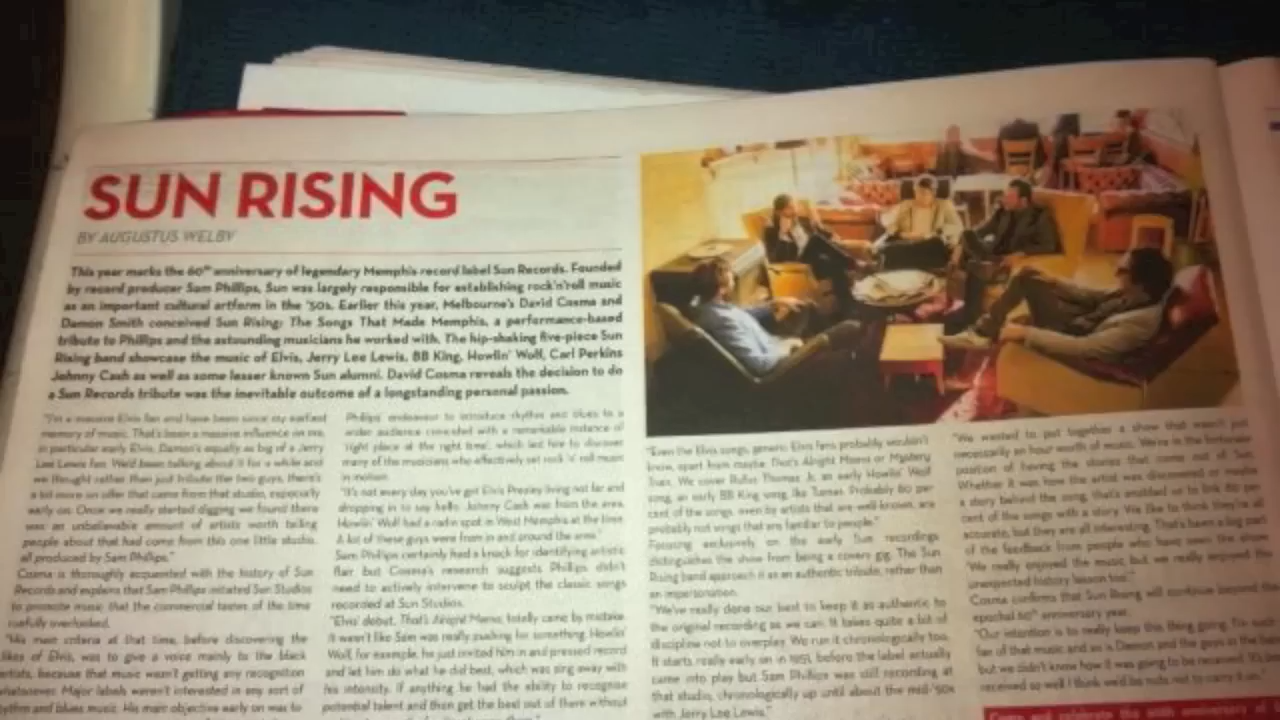 SUN RISING
BY AUGUSTUS WELBY
This year marks the 60th anniversary of legendary Memphis record label Sun Records. Founded
by record producer Sam Phillips, Sun was largely responsible for establishing rock'n'roll music
as an important cultural artform in the '50s. Earlier this year, Melbourne's David Cosma and
Damon Smith conceived Sun Rising: The Songs That Made Memphis, a performance-based
tribute to Phillips and the astounding musicians he worked with. The hip-shaking five-piece Sun
Rising band showcase the music of Elvis, Jerry Lee Lewis, BB King, Howlin' Wolf, Carl Perkins
Johnny Cash as well as some lesser known Sun alumni. David Cosma reveals the decision to do
a Sun Records tribute was the inevitable outcome of a longstanding personal passion.
"I'm a massive Elvis fan and have been since my earliest
memory of music. That's been a massive influence on me,
in particular early Elvis. Damon's equally as big of a Jerry
Lee Lewis fan. We'd been talking about it for a while and
we thought rather than just tribute the two guys, there's
a bit more on offer that came from that studio, especially
early on. Once we really started digging we found there
was an unbelievable amount of artists worth telling
people about that had come from this one little studio,
all produced by Sam Phillips."
Cosma is thoroughly acquainted with the history of Sun
Records and explains that Sam Phillips initiated Sun Studios
to promote music that the commercial tastes of the time
ruefully overlooked.
"His main criteria at that time, before discovering the
likes of Elvis, was to give a voice mainly to the black
artists, because that music wasn't getting any recognition
whatsoever. Major labels weren't interested in any sort of
rhythm and blues music. His main objective early on was to
Phillips' endeavour to introduce rhythm and blues to a
wider audience coincided with a remarkable instance of
'right place at the right time', which led him to discover
many of the musicians who effectively set rock 'n' roll music
in motion.
"It's not every day you've got Elvis Presley living not far and
dropping in to say hello. Johnny Cash was from the area.
Howlin' Wolf had a radio spot in West Memphis at the time.
A lot of these guys were from in and around the area."
Sam Phillips certainly had a knack for identifying artistic
flair but Cosma's research suggests Phillips didn't
need to actively intervene to sculpt the classic songs
recorded at Sun Studios.
"Elvis' debut, That's Alright Mama, totally came by mistake.
It wasn't like Sam was really pushing for something. Howlin'
Wolf, for example, he just invited him in and pressed record
and let him do what he did best, which was sing away with
his intensity. If anything he had the ability to recognise
potential talent and then get the best out of them without
"Even the Elvis songs, generic Elvis fans probably wouldn't
know, apart from maybe That's Alright Mama or Mystery
Train. We cover Rufus Thomas Jr, an early Howlin' Wolf
song, an early BB King song, Ike Turner. Probably 80 per
cent of the songs, even by artists that are well-known, are
probably not songs that are familiar to people."
Focusing exclusively on the early Sun recordings
distinguishes the show from being a covers gig. The Sun
Rising band approach it as an authentic tribute, rather than
an impersonation.
"We've really done our best to keep it as authentic to
the original recording as we can. It takes quite a lot of
discipline not to overplay. We run it chronologically too.
It starts really early on in 1951, before the label actually
came into play but Sam Phillips was still recording at
that studio, chronologically up until about the mid-'50s
with Jerry Lee Lewis."
"We wanted to put together a show that wasn't just
necessarily an hour worth of music. We're in the fortunate
position of having the stories that come out of Sun.
Whether it was how the artist was discovered or maybe
a story behind the song, that's enabled us to link 80 per
cent of the songs with a story. We like to think they're all
accurate, but they are all interesting. That's been a big part
of the feedback from people who have seen the show
'We really enjoyed the music but we really enjoyed the
unexpected history lesson too.'"
Cosma confirms that Sun Rising will continue beyond the
epochal 60th anniversary year.
"Our intention is to really keep this thing going. I'm such
fan of that music and so is Damon and the guys in the band
but we didn't know how it was going to be received. It's been
received so well I think we'd be nuts not to carry it on."